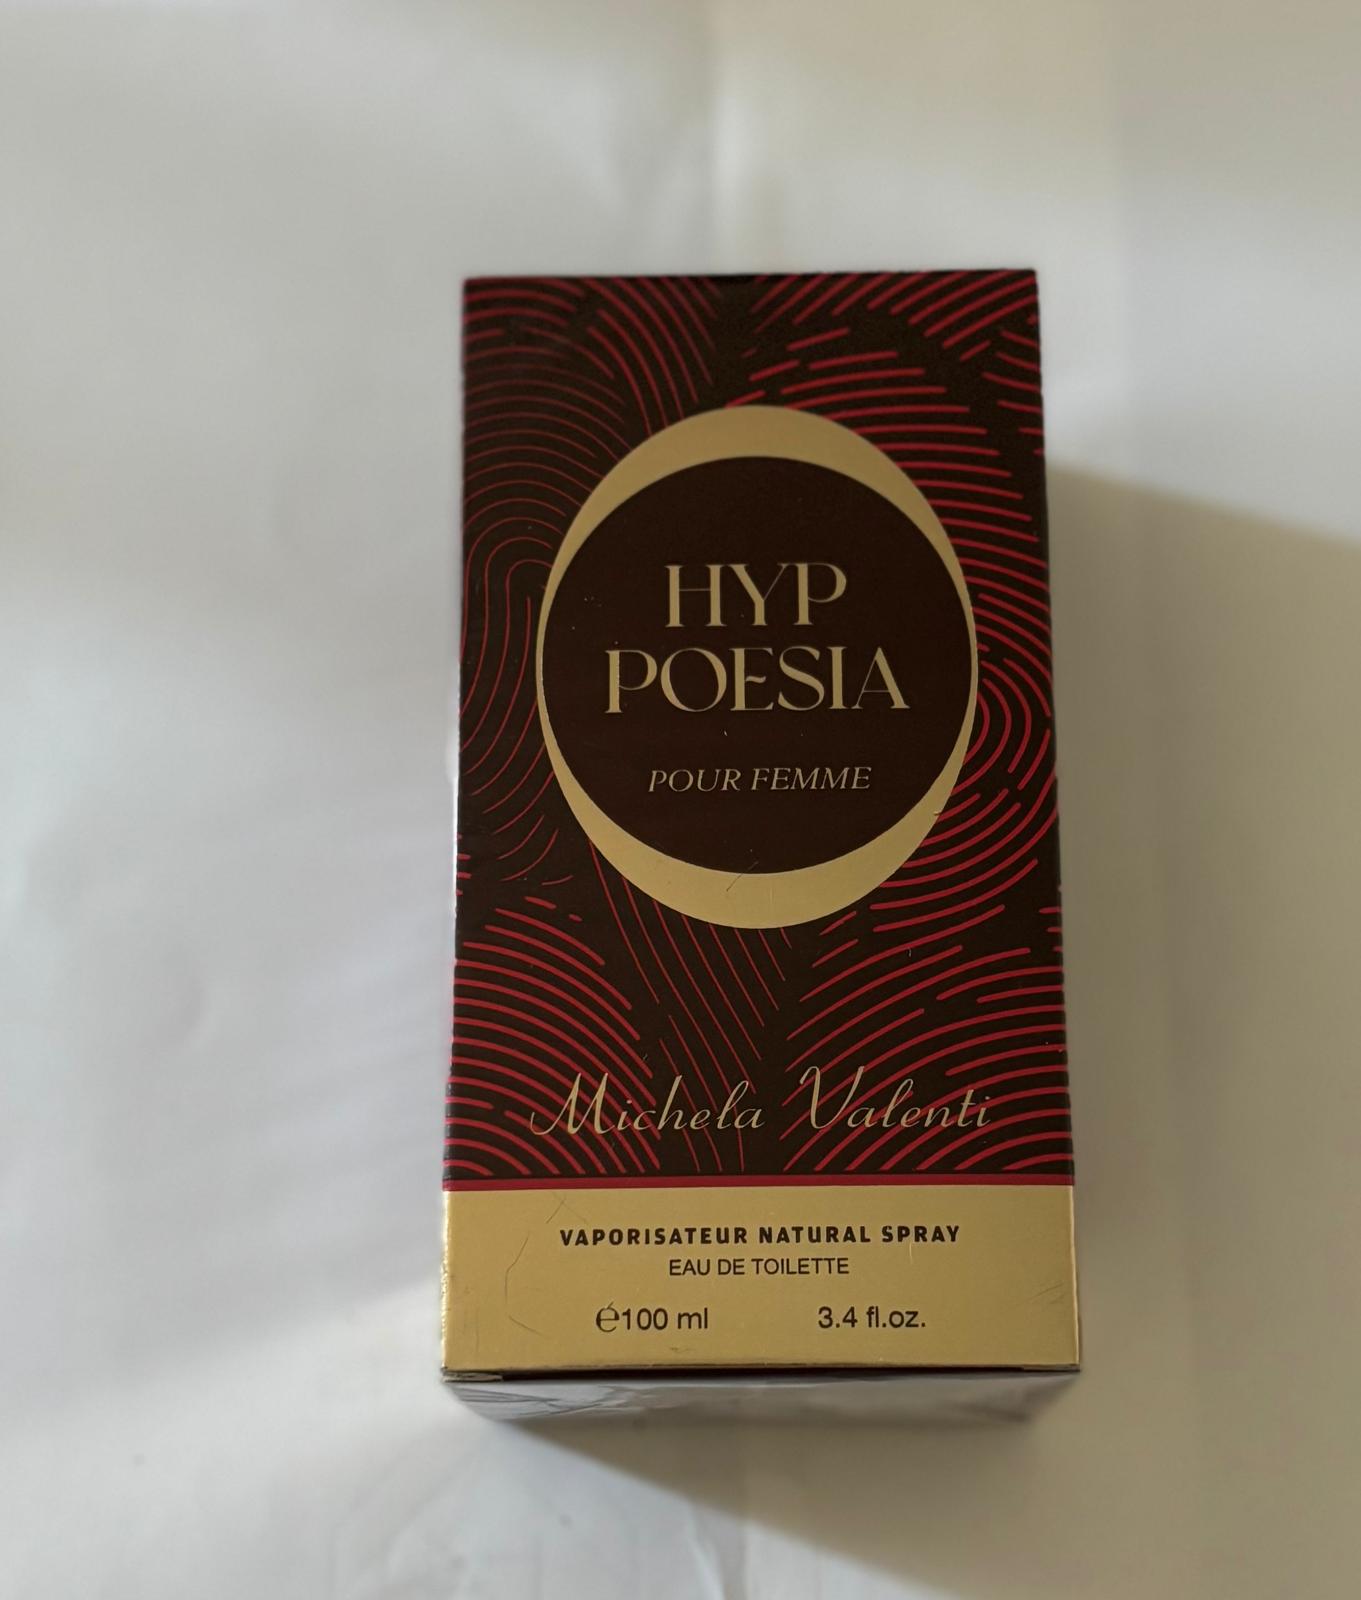 HYP
POESIA
POUR FEMME
Michela Valenti
VAPORISATEUR NATURAL SPRAY
EAU DE TOILETTE
℮100 ml 3.4 fl.oz.